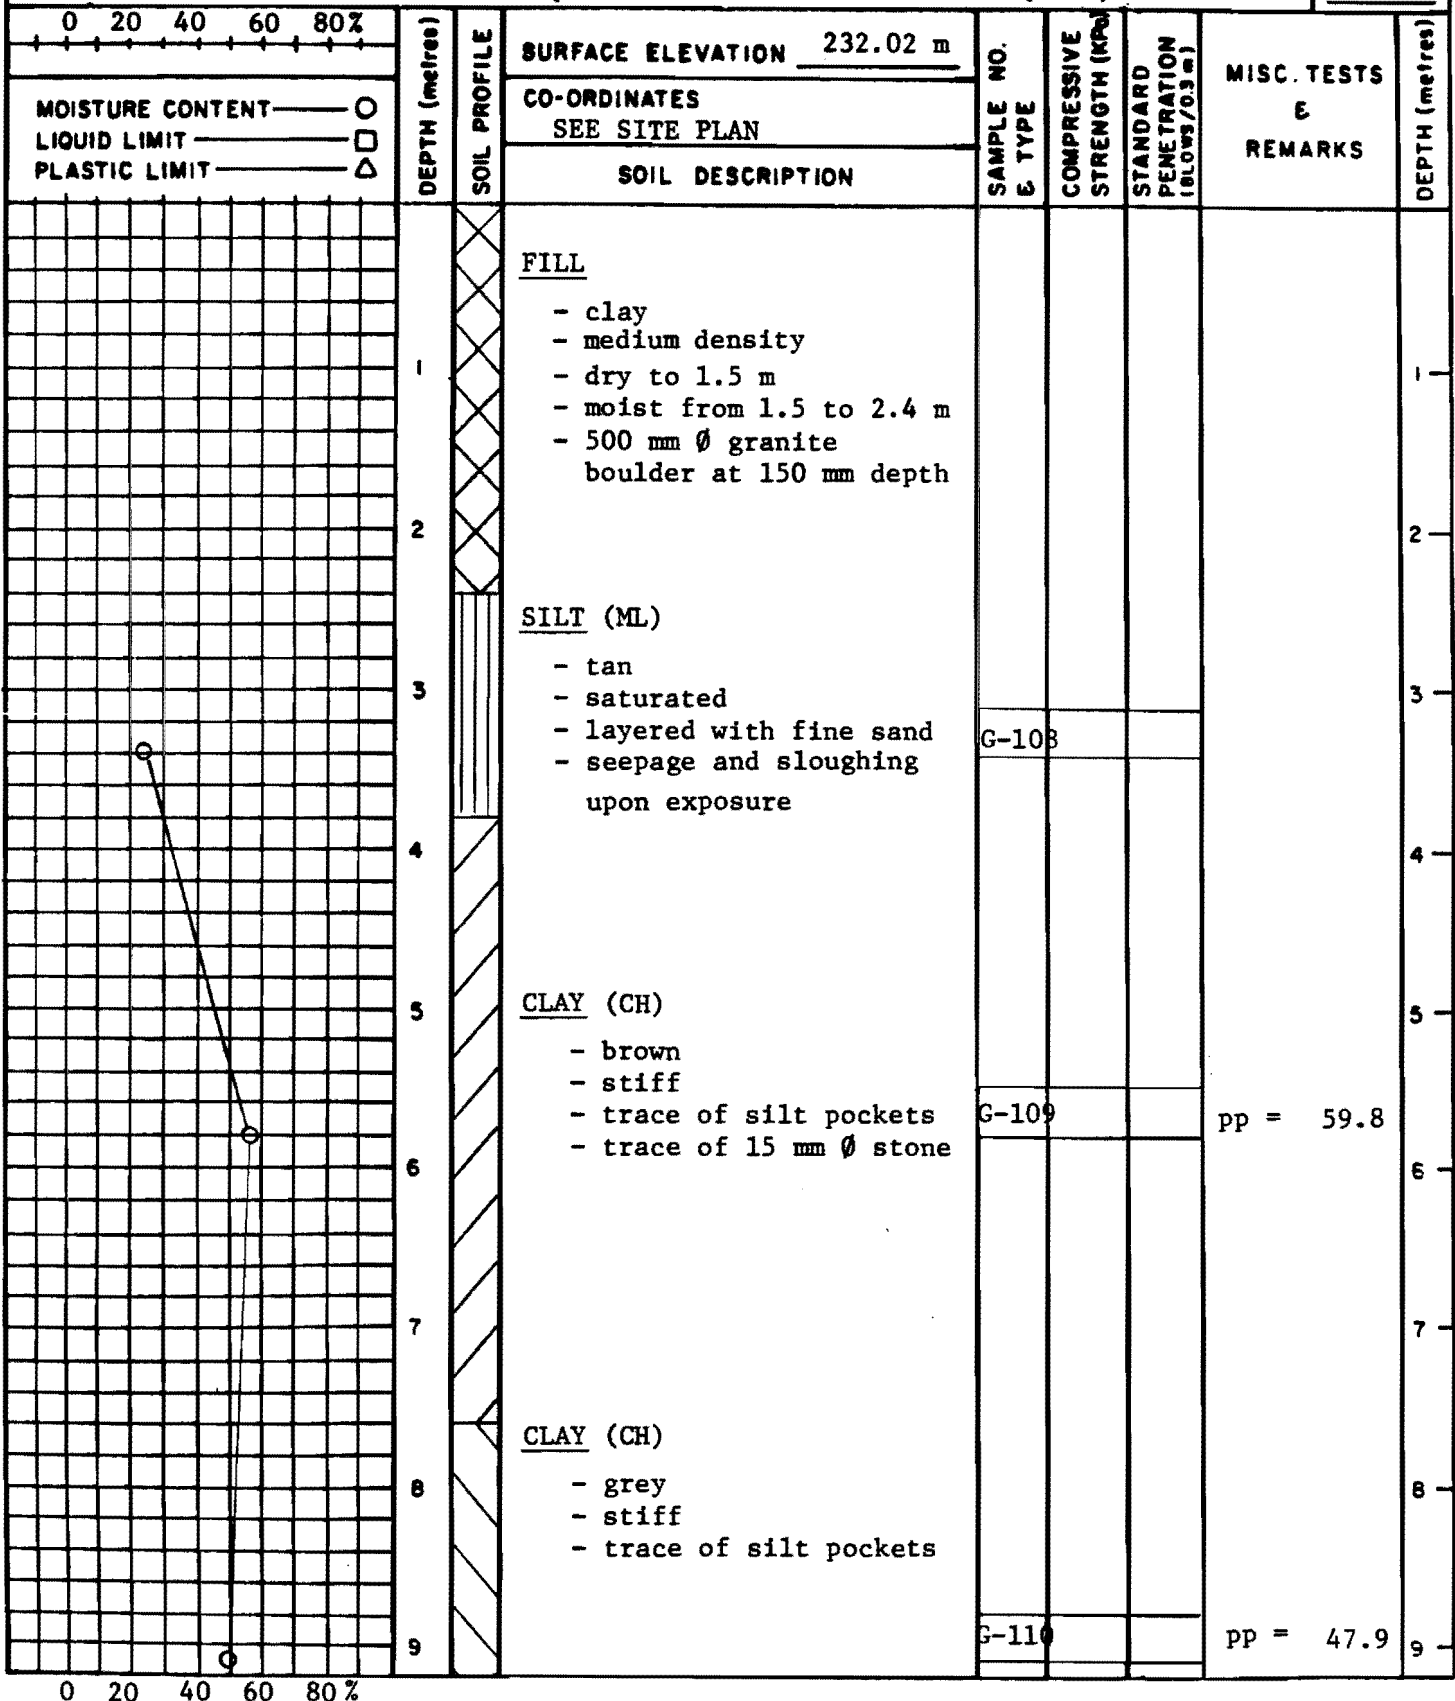 0 20 40 60 80%
MOISTURE CONTENT
LIQUID LIMIT
PLASTIC LIMIT
DEPTH (metres)
SOIL PROFILE
SURFACE ELEVATION 232.02 m
CO-ORDINATES
SEE SITE PLAN
SOIL DESCRIPTION
SAMPLE NO.
& TYPE
COMPRESSIVE
STRENGTH (KPa)
STANDARD
PENETRATION
(BLOWS/0.3 m)
MISC. TESTS
&
REMARKS
DEPTH (metres)
FILL
- clay
- medium density
1
- dry to 1.5 m
1
- moist from 1.5 to 2.4 m
- 500 mm Ø granite
boulder at 150 mm depth
2
2
SILT (ML)
- tan
3
- saturated
3
- layered with fine sand
G-108
- seepage and sloughing
upon exposure
4
4
5
CLAY (CH)
5
- brown
- stiff
- trace of silt pockets
G-109
pp = 59.8
- trace of 15 mm Ø stone
6
6
7
7
CLAY (CH)
8
- grey
8
- stiff
- trace of silt pockets
9
G-110
pp = 47.9
9
0 20 40 60 80%